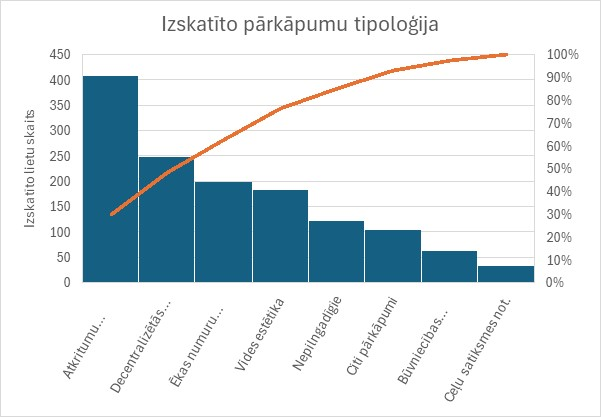 Izskatīto pārkāpumu tipoloģija
Izskatīto lietu skaits
450
400
350
300
250
200
150
100
50
0
100%
90%
80%
70%
60%
50%
40%
30%
20%
10%
0%
Atkritumu...
Decentralizētās...
Ēkas numuru...
Vides estētika
Nepilngadīgie
Citi pārkāpumi
Būvniecības...
Ceļu satiksmes not.